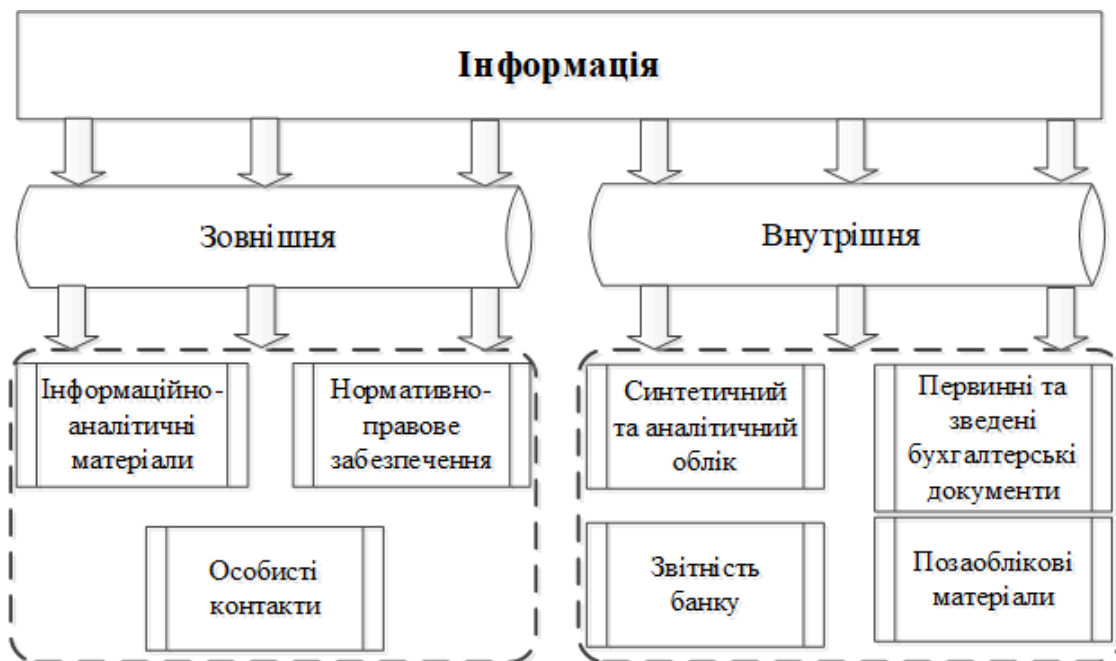 Інформація
Зовнішня
Внутрішня
Інформаційно-
аналітичні
матеріали
Нормативно-
правове
забезпечення
Особисті
контакти
Синтетичний
та аналітичний
облік
Первинні та
зведені
бухгалтерські
документи
Звітність
банку
Позаоблікові
матеріали